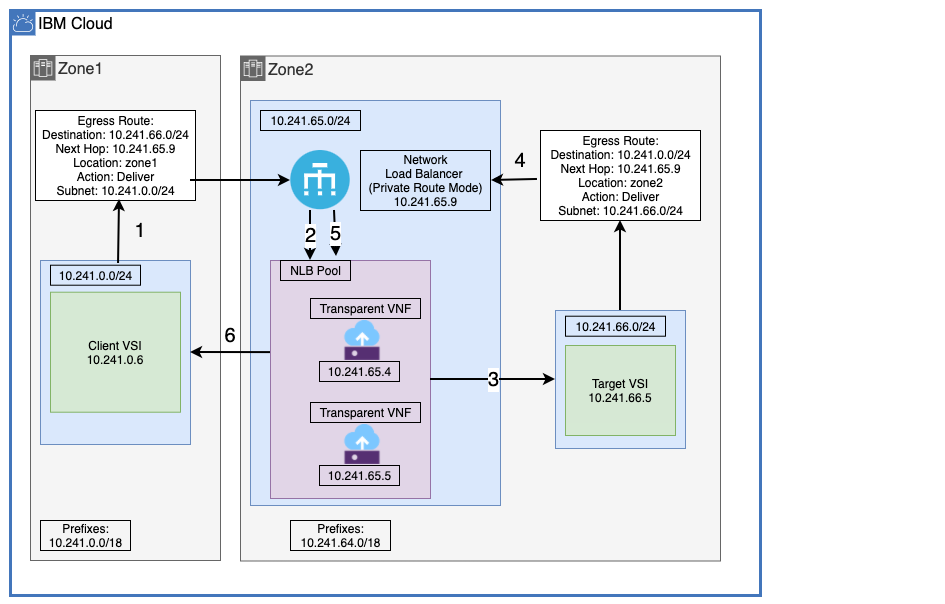 IBM Cloud
Zone1
Egress Route:
Destination: 10.241.66.0/24
Next Hop: 10.241.65.9
Location: zone1
Action: Deliver
Subnet: 10.241.0.0/24
1
10.241.0.0/24
Client VSI
10.241.0.6
Prefixes:
10.241.0.0/18
Zone2
10.241.65.0/24
Network
Load Balancer
(Private Route Mode)
10.241.65.9
4
Egress Route:
Destination: 10.241.0.0/24
Next Hop: 10.241.65.9
Location: zone2
Action: Deliver
Subnet: 10.241.66.0/24
2
5
NLB Pool
Transparent VNF
10.241.65.4
Transparent VNF
10.241.65.5
6
3
10.241.66.0/24
Target VSI
10.241.66.5
Prefixes:
10.241.64.0/18